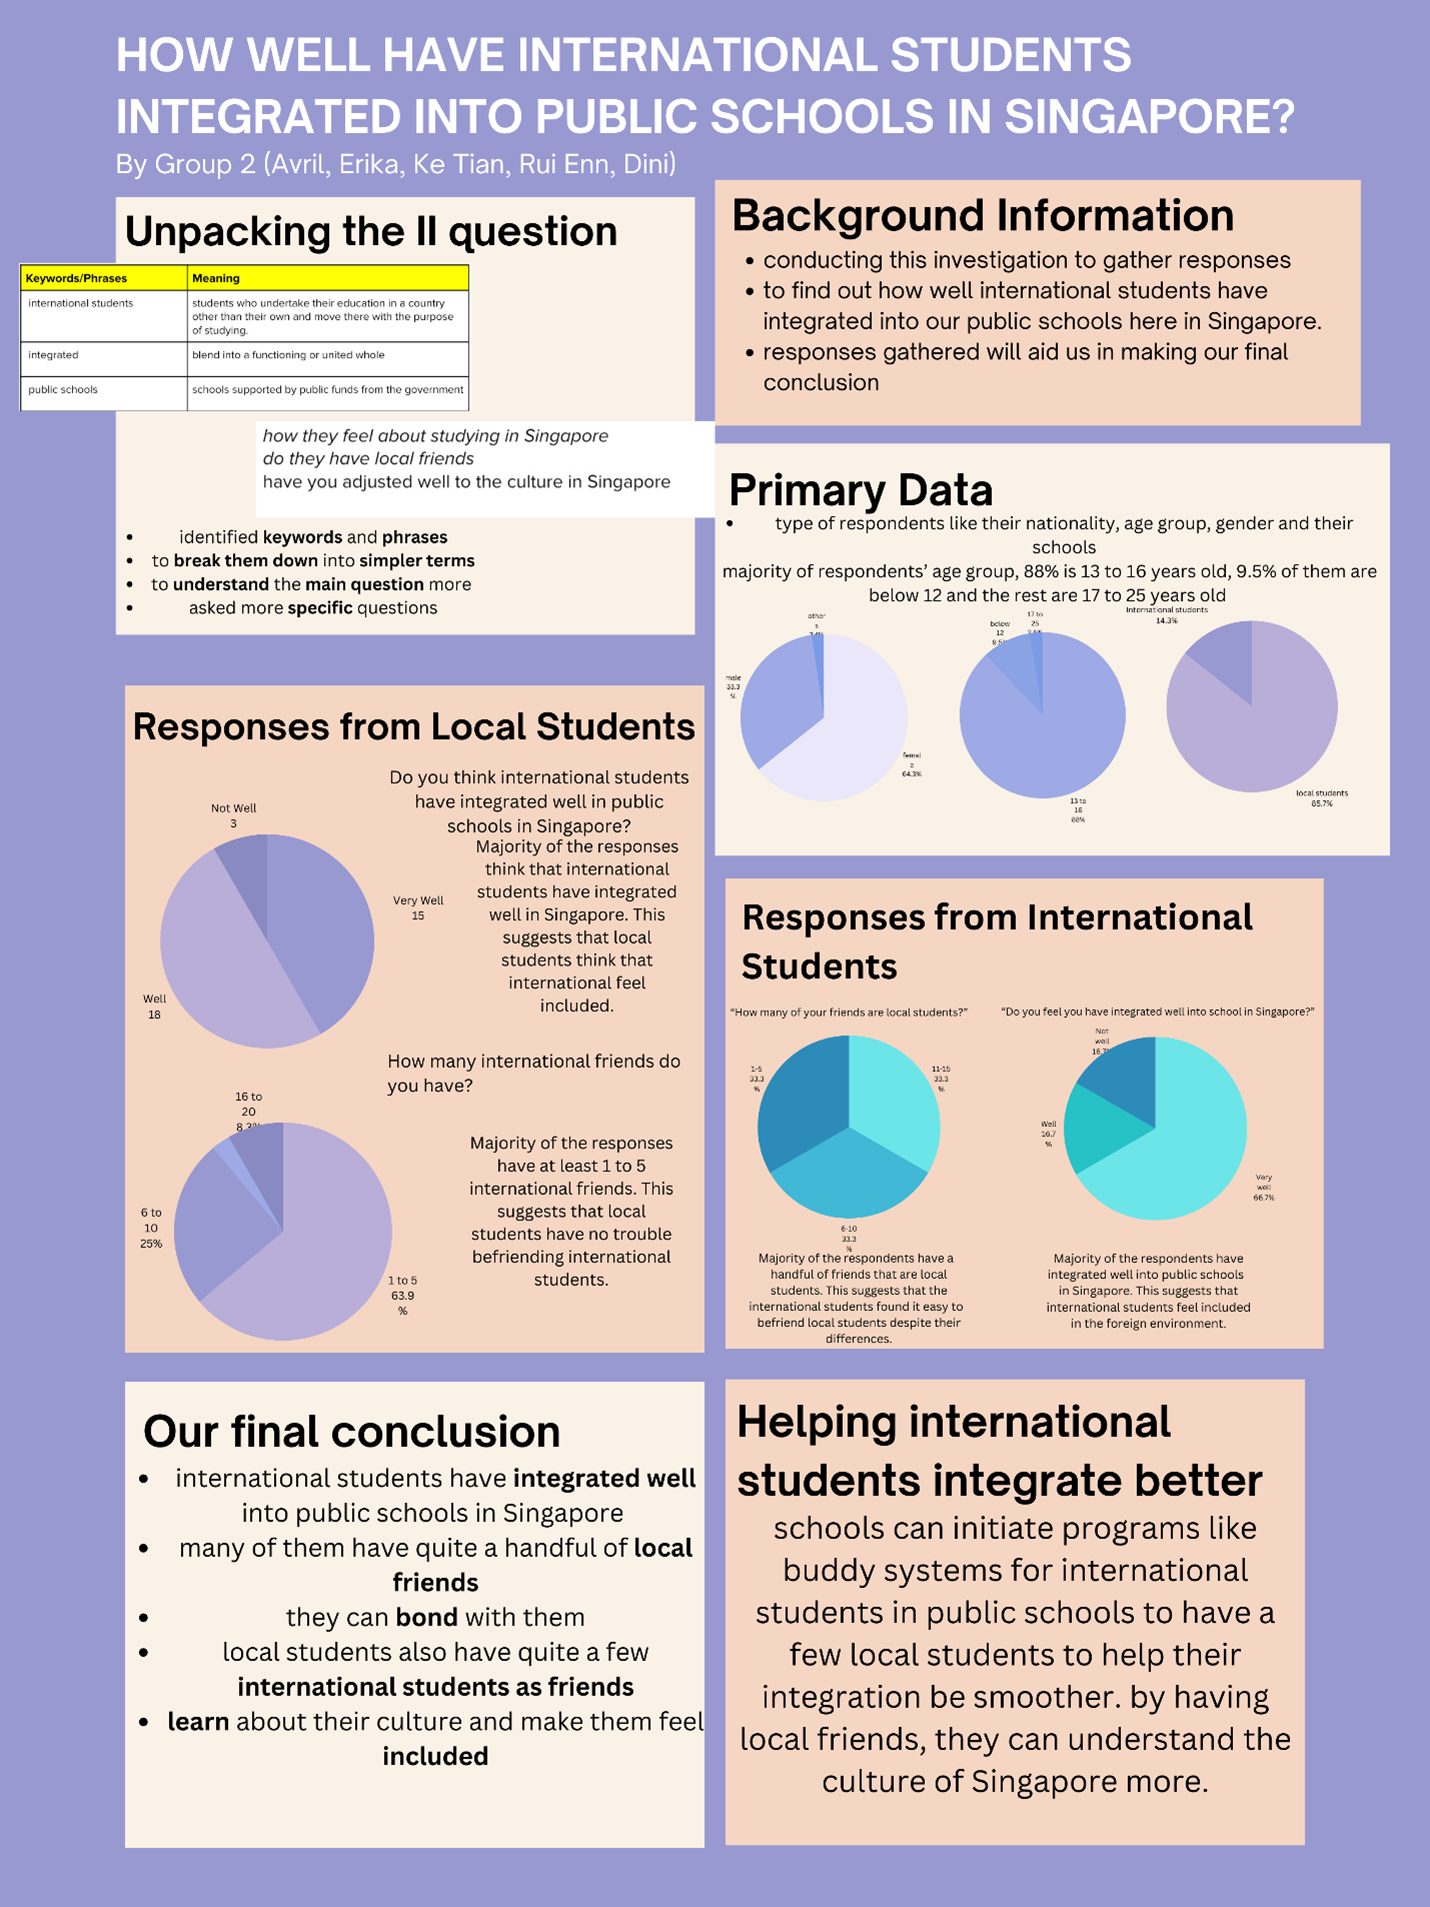 HOW WELL HAVE INTERNATIONAL STUDENTS
INTEGRATED INTO PUBLIC SCHOOLS IN SINGAPORE?
By Group 2 (Avril, Erika, Ke Tian, Rui Enn, Dini)
Unpacking the II question
Keywords/Phrases Meaning
international students students who undertake their education in a country
other than their own and move there with the purpose
of studying.
integrated blend into a functioning or united whole
public schools schools supported by public funds from the government
how they feel about studying in Singapore
do they have local friends
have you adjusted well to the culture in Singapore
• identified keywords and phrases
• to break them down into simpler terms
• to understand the main question more
• asked more specific questions
Background Information
• conducting this investigation to gather responses
• to find out how well international students have
integrated into our public schools here in Singapore.
• responses gathered will aid us in making our final
conclusion
Primary Data
• type of respondents like their nationality, age group, gender and their
schools
majority of respondents’ age group, 88% is 13 to 16 years old, 9.5% of them are
below 12 and the rest are 17 to 25 years old
other
s
male
33.3
%
femal
e
64.3%
below
12
9.5%
17 to
25
13 to
16
88%
International students
14.3%
local students
85.7%
Responses from Local Students
Do you think international students
have integrated well in public
schools in Singapore?
Majority of the responses
think that international
students have integrated
well in Singapore. This
suggests that local
students think that
international feel
included.
Not Well
3
Very Well
15
Well
18
How many international friends do
you have?
Majority of the responses
have at least 1 to 5
international friends. This
suggests that local
students have no trouble
befriending international
students.
16 to
20
8.3%
6 to
10
25%
1 to 5
63.9
%
Responses from International
Students
“How many of your friends are local students?”
1-5
33.3
%
11-15
33.3
%
6-10
33.3
%
Majority of the respondents have a
handful of friends that are local
students. This suggests that the
international students found it easy to
befriend local students despite their
differences.
“Do you feel you have integrated well into school in Singapore?”
Not
well
16.7
Well
16.7
%
Very
well
66.7%
Majority of the respondents have
integrated well into public schools
in Singapore. This suggests that
international students feel included
in the foreign environment.
Our final conclusion
• international students have integrated well
into public schools in Singapore
• many of them have quite a handful of local
friends
• they can bond with them
• local students also have quite a few
international students as friends
• learn about their culture and make them feel
included
Helping international
students integrate better
schools can initiate programs like
buddy systems for international
students in public schools to have a
few local students to help their
integration be smoother. by having
local friends, they can understand the
culture of Singapore more.